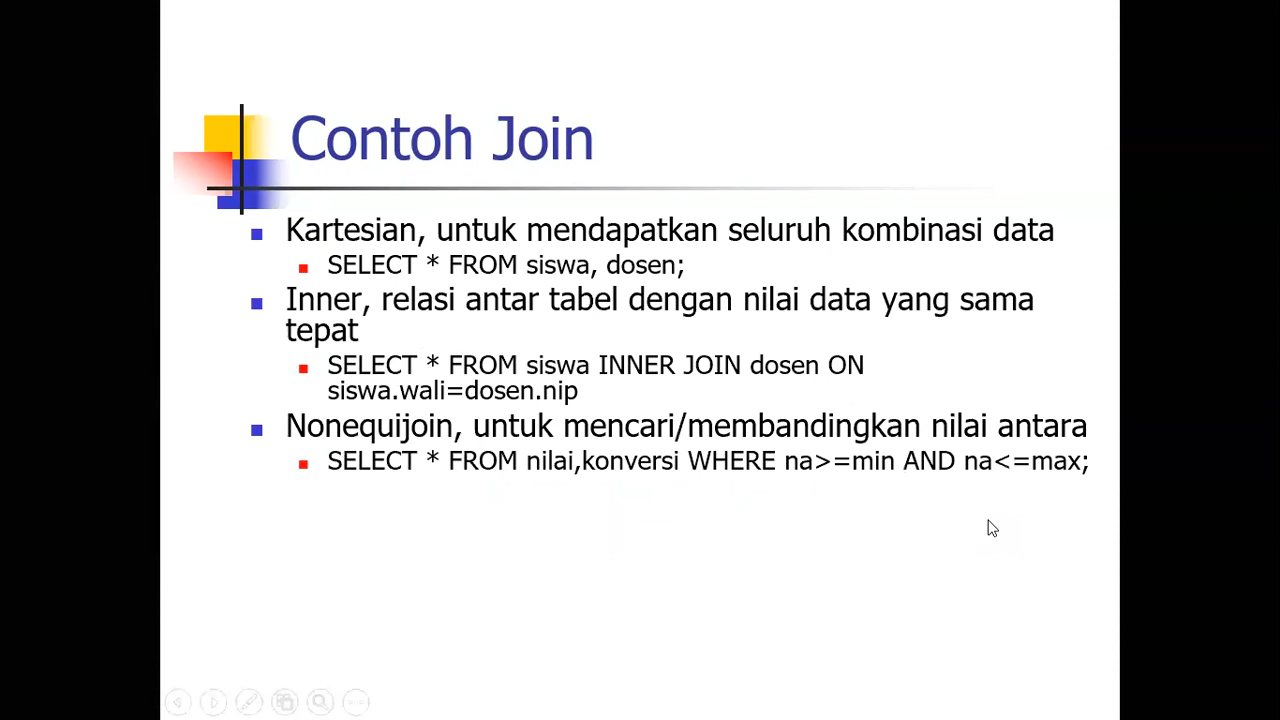 Contoh Join
Kartesian, untuk mendapatkan seluruh kombinasi data
SELECT * FROM siswa, dosen;
Inner, relasi antar tabel dengan nilai data yang sama
tepat
SELECT * FROM siswa INNER JOIN dosen ON
siswa.wali=dosen.nip
Nonequijoin, untuk mencari/membandingkan nilai antara
SELECT * FROM nilai,konversi WHERE na>=min AND na<=max;